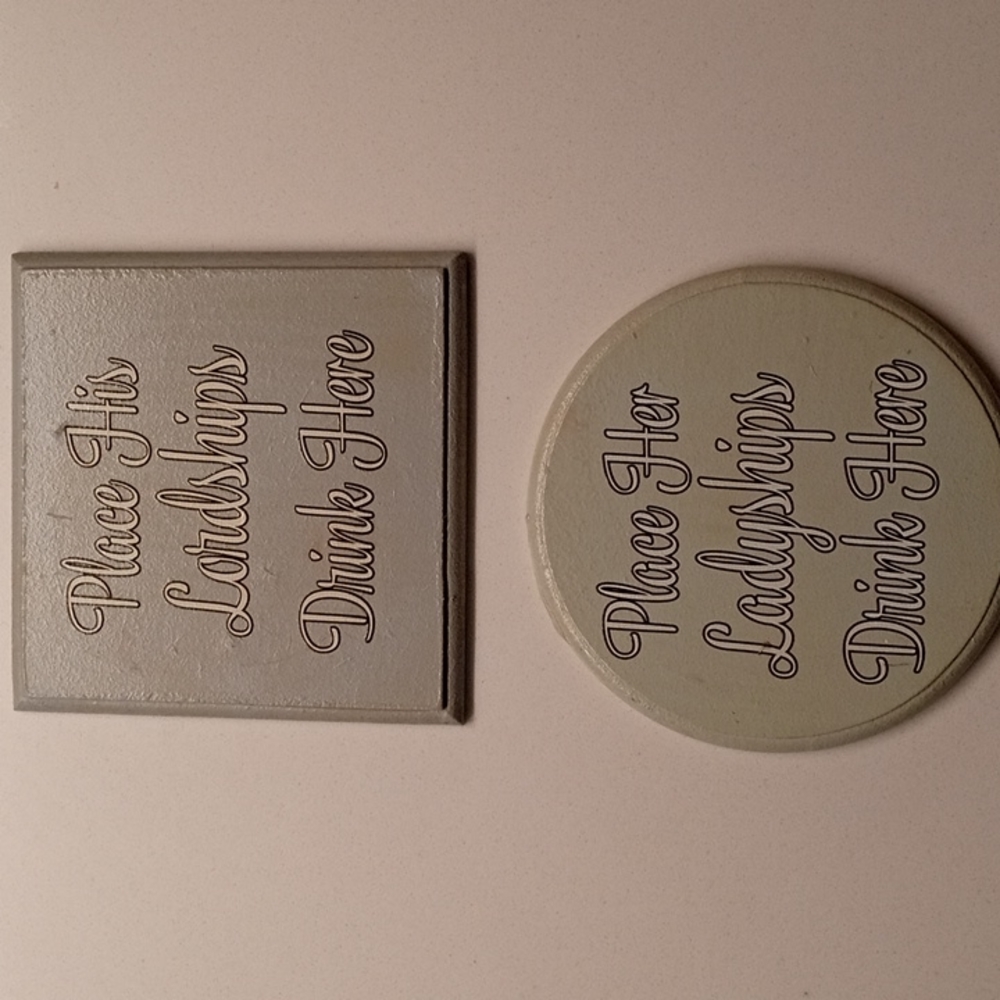 Place His
Lordships
Drink Here
Place Her
Ladyships
Drink Here